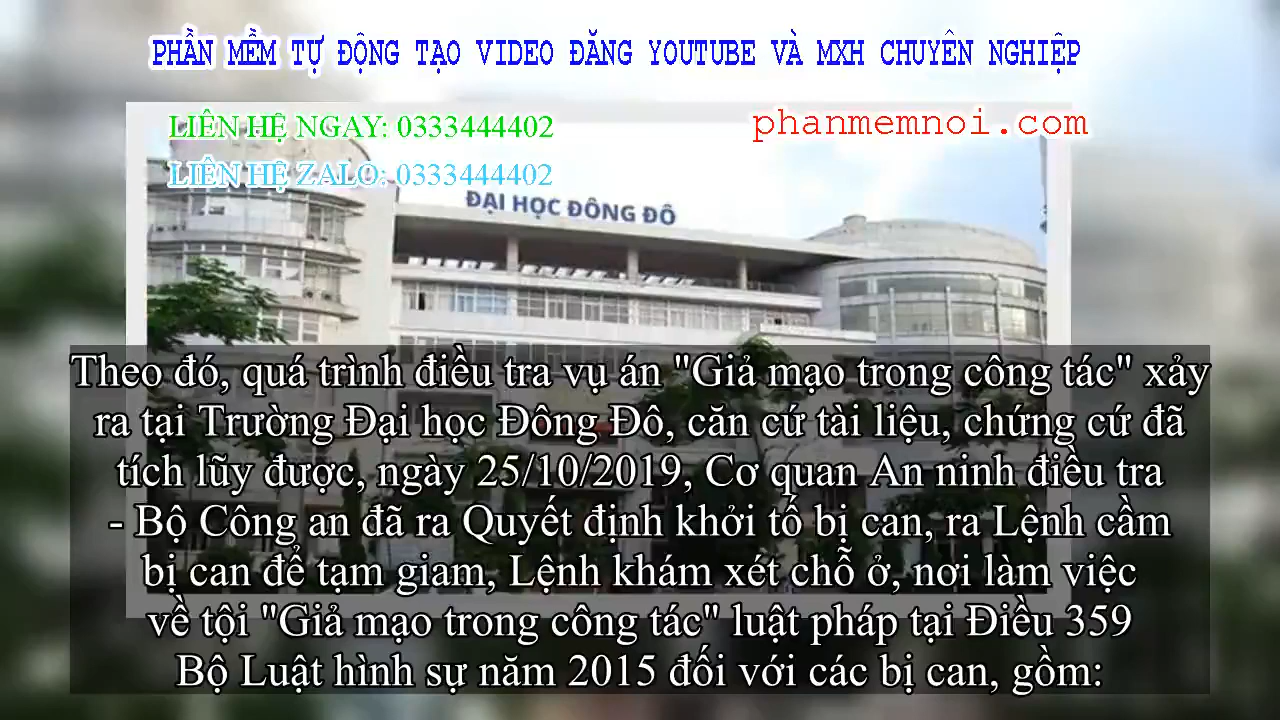 PHẦN MỀM TỰ ĐỘNG TẠO VIDEO ĐĂNG YOUTUBE VÀ MXH CHUYÊN NGHIỆP
LIÊN HỆ NGAY: 0333444402
phanmemnoi.com
LIÊN HỆ ZALO: 0333444402
ĐẠI HỌC ĐÔNG ĐÔ
Theo đó, quá trình điều tra vụ án "Giả mạo trong công tác" xảy
ra tại Trường Đại học Đông Đô, căn cứ tài liệu, chứng cứ đã
tích lũy được, ngày 25/10/2019, Cơ quan An ninh điều tra
- Bộ Công an đã ra Quyết định khởi tố bị can, ra Lệnh cầm
bị can để tạm giam, Lệnh khám xét chỗ ở, nơi làm việc
về tội "Giả mạo trong công tác" luật pháp tại Điều 359
Bộ Luật hình sự năm 2015 đối với các bị can, gồm: